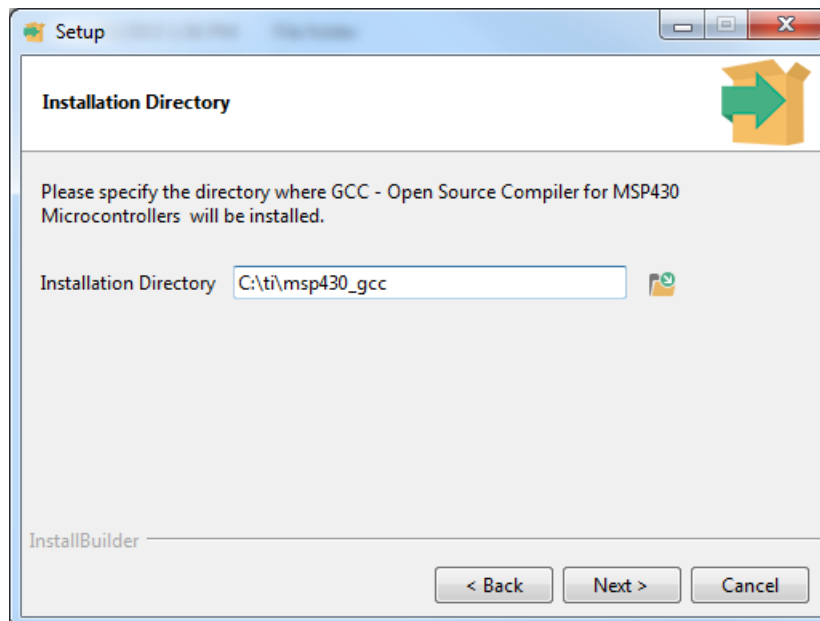 Setup
Installation Directory
Please specify the directory where GCC - Open Source Compiler for MSP430
Microcontrollers  will be installed.
Installation Directory C:\ti\msp430_gcc
InstallBuilder
< Back Next > Cancel